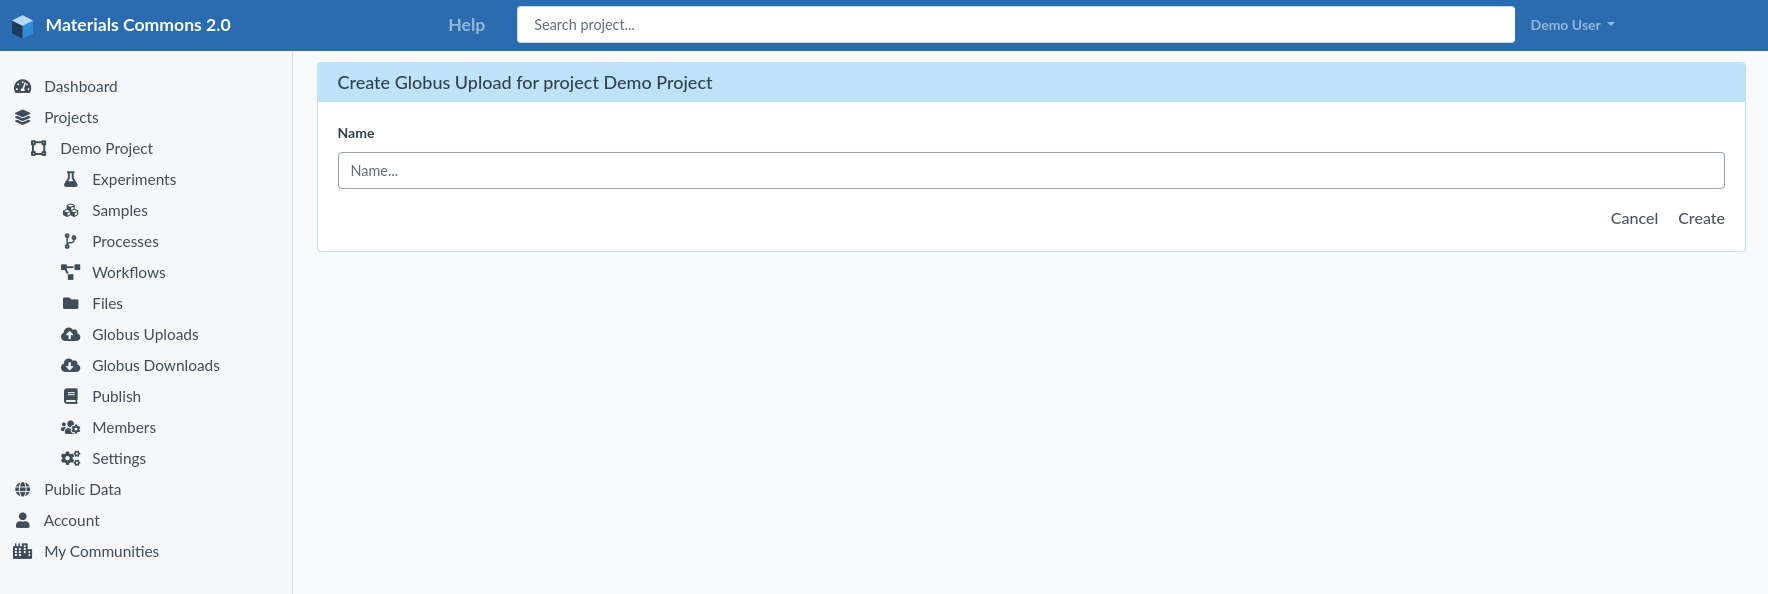 Materials Commons 2.0
Help
Search project...
Demo User
Dashboard
Projects
Demo Project
Experiments
Samples
Processes
Workflows
Files
Globus Uploads
Globus Downloads
Publish
Members
Settings
Public Data
Account
My Communities
Create Globus Upload for project Demo Project
Name
Name...
Cancel Create